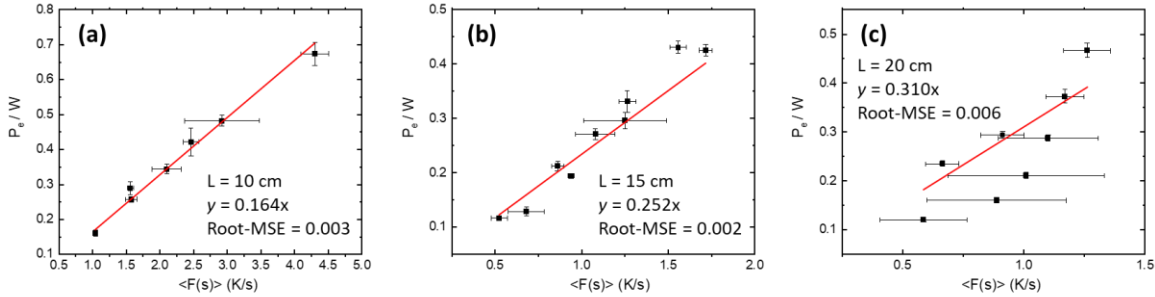 (a)
0.8
0.7
0.6
0.5
0.4
0.3
0.2
0.1
P_e / W
L = 10 cm
y = 0.164x
Root-MSE = 0.003
0.5 1.0 1.5 2.0 2.5 3.0 3.5 4.0 4.5 5.0
<F(s)> (K/s)
(b)
0.5
0.4
0.3
0.2
0.1
P_e / W
L = 15 cm
y = 0.252x
Root-MSE = 0.002
0.5 1.0 1.5 2.0
<F(s)> (K/s)
(c)
0.5
0.4
0.3
0.2
0.1
P_e / W
L = 20 cm
y = 0.310x
Root-MSE = 0.006
0.5 1.0 1.5
<F(s)> (K/s)